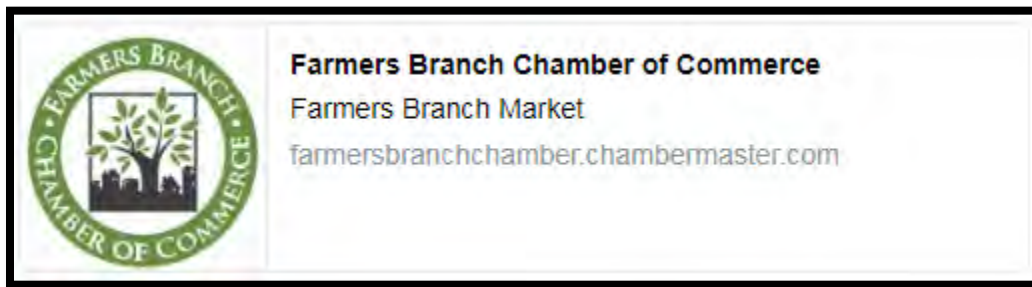 FARMERS BRANCH • CHAMBER OF COMMERCE •
Farmers Branch Chamber of Commerce
Farmers Branch Market
farmersbranchchamber.chambermaster.com